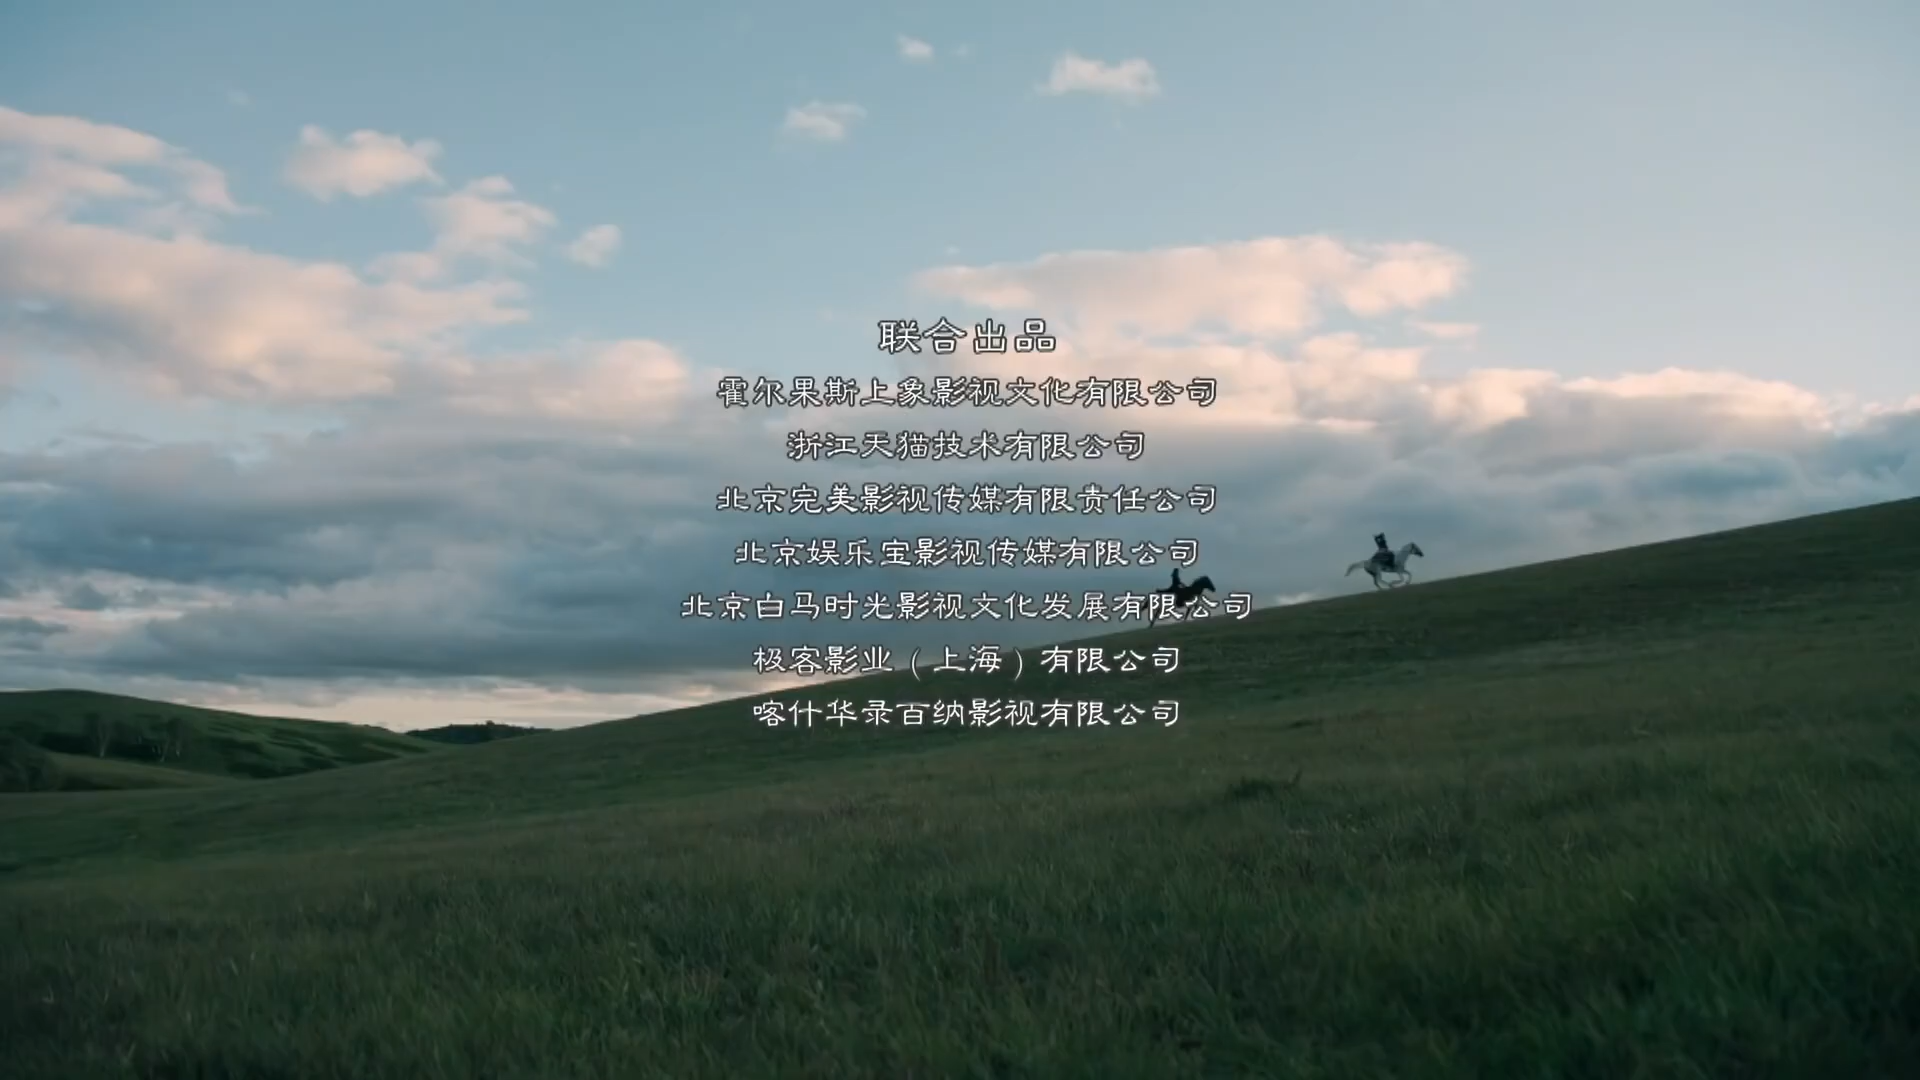 联合出品
霍尔果斯上象影视文化有限公司
浙江天猫技术有限公司
北京完美影视传媒有限责任公司
北京娱乐宝影视传媒有限公司
北京白马时光影视文化发展有限公司
极客影业（上海）有限公司
喀什华录百纳影视有限公司